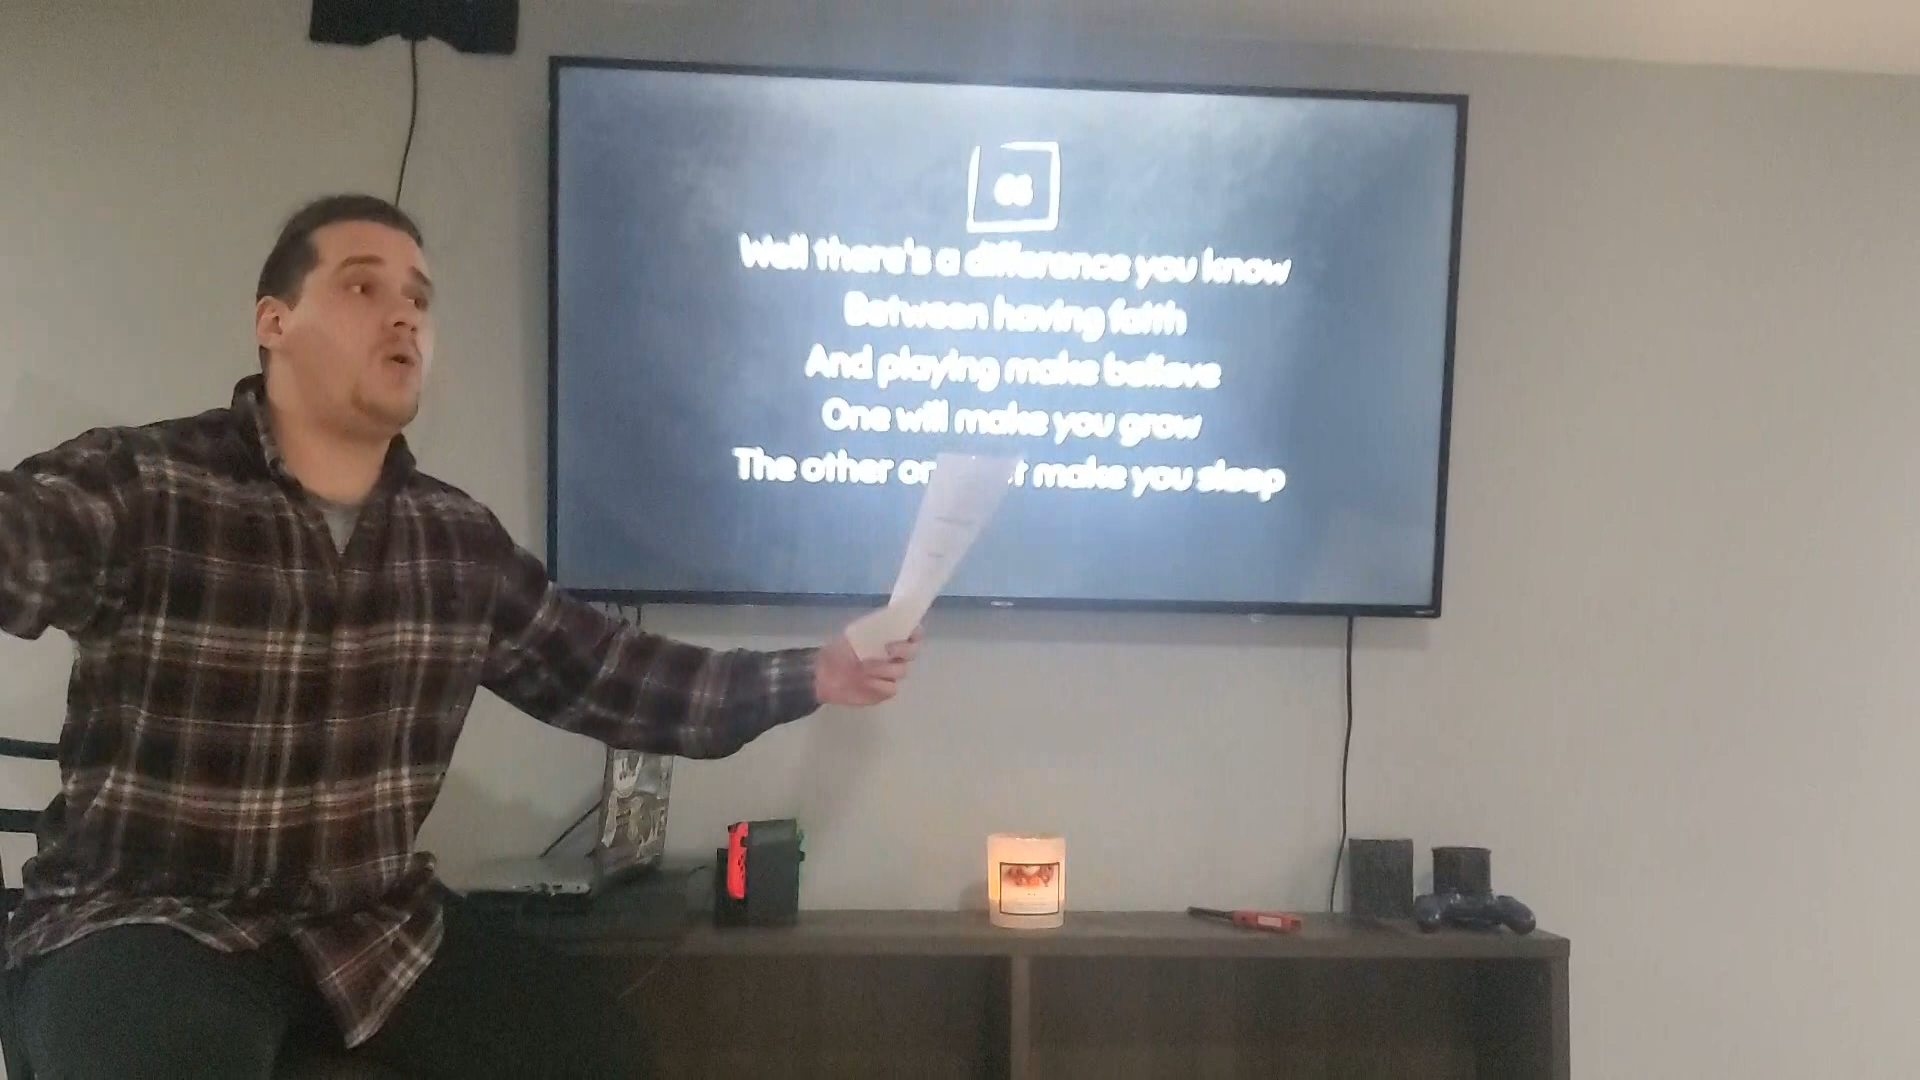 Well there's a difference you know
Between having faith
And playing make believe
One will make you grow
The other make you sleep